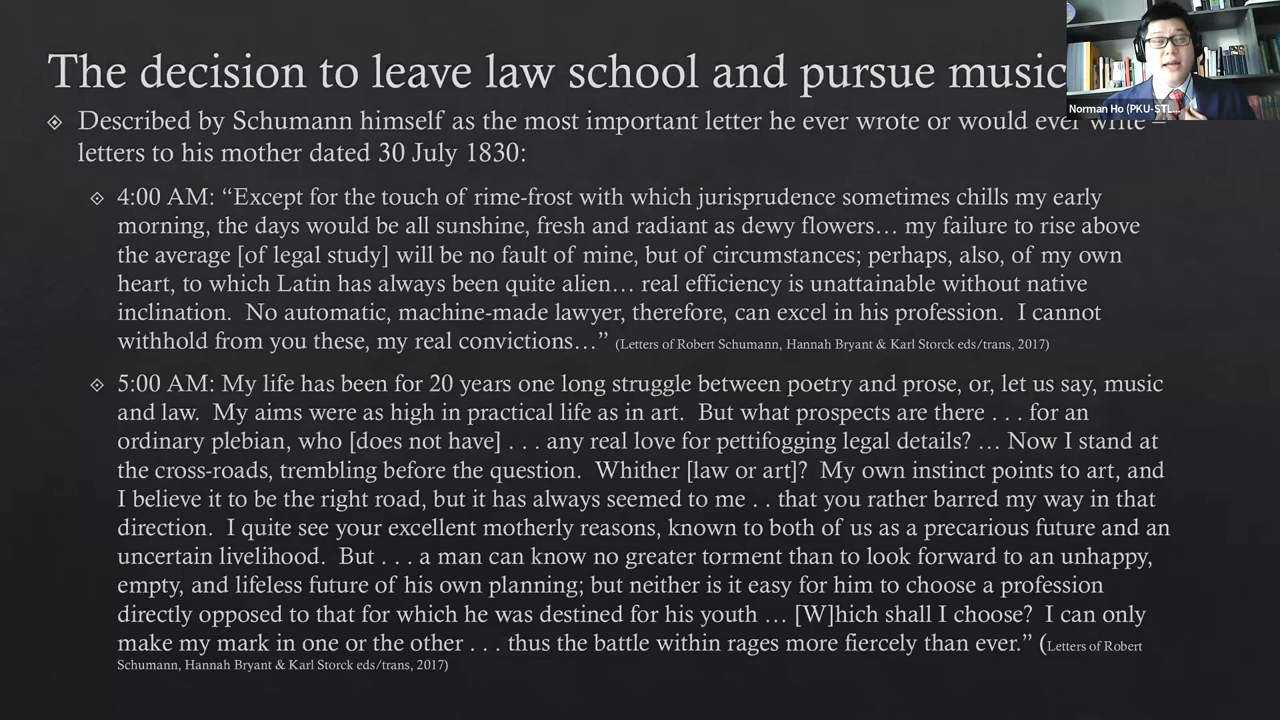 The decision to leave law school and pursue music
Norman Ho (PKU-STL...
Described by Schumann himself as the most important letter he ever wrote or would ever write –
letters to his mother dated 30 July 1830:
4:00 AM: “Except for the touch of rime-frost with which jurisprudence sometimes chills my early
morning, the days would be all sunshine, fresh and radiant as dewy flowers… my failure to rise above
the average [of legal study] will be no fault of mine, but of circumstances; perhaps, also, of my own
heart, to which Latin has always been quite alien… real efficiency is unattainable without native
inclination. No automatic, machine-made lawyer, therefore, can excel in his profession. I cannot
withhold from you these, my real convictions…” (Letters of Robert Schumann, Hannah Bryant & Karl Storck eds/trans, 2017)
5:00 AM: My life has been for 20 years one long struggle between poetry and prose, or, let us say, music
and law. My aims were as high in practical life as in art. But what prospects are there . . . for an
ordinary plebian, who [does not have] . . . any real love for pettifogging legal details? … Now I stand at
the cross-roads, trembling before the question. Whither [law or art]? My own instinct points to art, and
I believe it to be the right road, but it has always seemed to me . . that you rather barred my way in that
direction. I quite see your excellent motherly reasons, known to both of us as a precarious future and an
uncertain livelihood. But . . . a man can know no greater torment than to look forward to an unhappy,
empty, and lifeless future of his own planning; but neither is it easy for him to choose a profession
directly opposed to that for which he was destined for his youth … [W]hich shall I choose? I can only
make my mark in one or the other . . . thus the battle within rages more fiercely than ever.” (Letters of Robert
Schumann, Hannah Bryant & Karl Storck eds/trans, 2017)